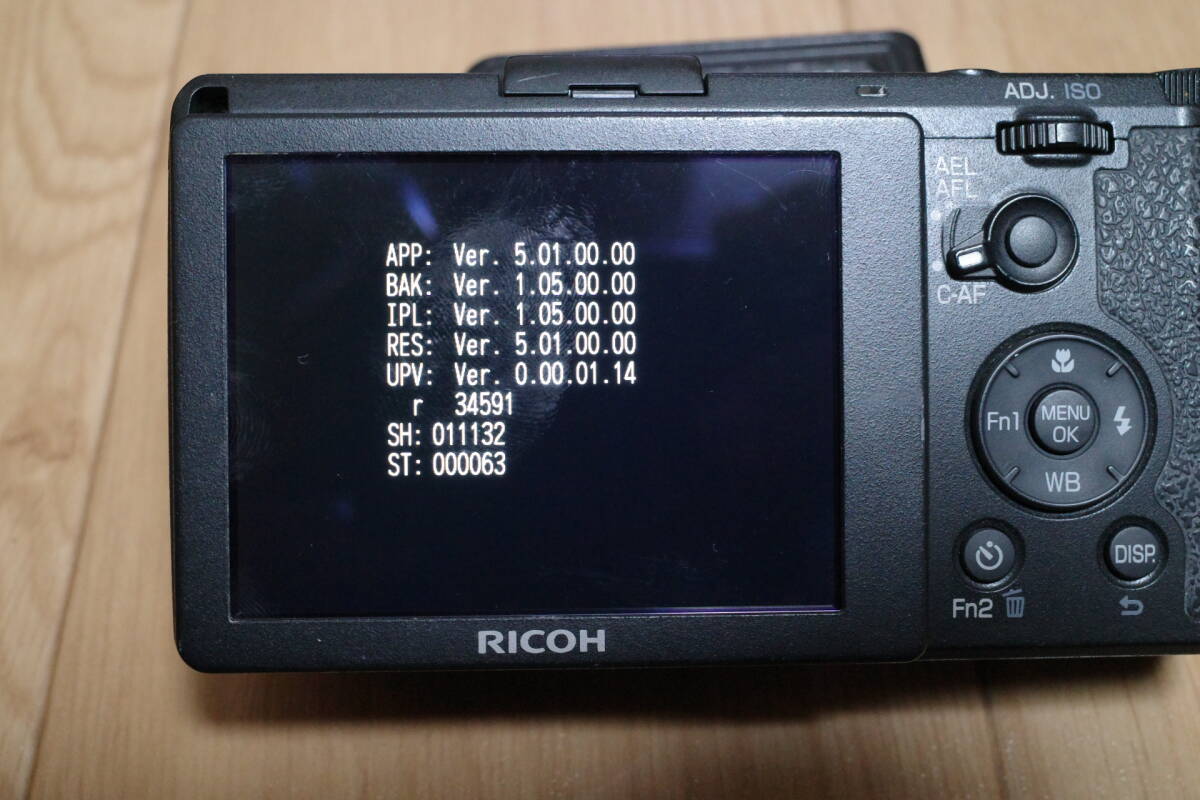 APP: Ver. 5.01.00.00
BAK: Ver. 1.05.00.00
IPL: Ver. 1.05.00.00
RES: Ver. 5.01.00.00
UPV: Ver. 0.00.01.14
r 34591
SH: 011132
ST: 000063
RICOH
ADJ. ISO
AEL
AFL
C-AF
Fn1
MENU
OK
WB
DISP.
Fn2